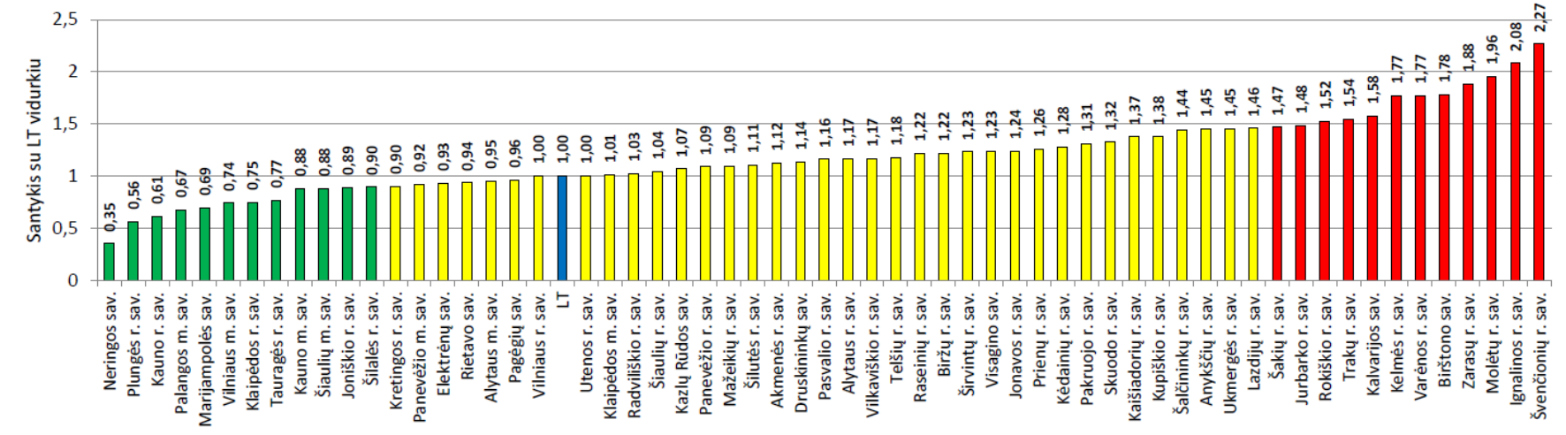 Santykis su LT vidurkiu
2,5
2
1,5
1
0,5
0
0,35
0,56
0,61
0,67
0,69
0,74
0,75
0,77
0,88
0,88
0,89
0,90
0,90
0,92
0,93
0,94
0,95
0,96
1,00
1,00
1,00
1,01
1,03
1,04
1,07
1,09
1,09
1,11
1,12
1,14
1,16
1,17
1,17
1,18
1,22
1,22
1,23
1,23
1,24
1,26
1,28
1,31
1,32
1,37
1,38
1,44
1,45
1,45
1,46
1,47
1,48
1,52
1,54
1,58
1,77
1,77
1,78
1,88
1,96
2,08
2,27
Neringos sav.
Plungės r. sav.
Kauno r. sav.
Palangos m. sav.
Marijampolės sav.
Vilniaus m. sav.
Klaipėdos r. sav.
Tauragės r. sav.
Kauno m. sav.
Šiaulių m. sav.
Joniškio r. sav.
Šilalės r. sav.
Kretingos r. sav.
Panevėžio m. sav.
Elektrėnų sav.
Rietavo sav.
Alytaus m. sav.
Pagėgių sav.
Vilniaus r. sav.
LT
Utenos r. sav.
Klaipėdos m. sav.
Radviliškio r. sav.
Šiaulių r. sav.
Kazlų Rūdos sav.
Panevėžio r. sav.
Mažeikių r. sav.
Šilutės r. sav.
Akmenės r. sav.
Druskininkų sav.
Pasvalio r. sav.
Alytaus r. sav.
Vilkaviškio r. sav.
Telšių r. sav.
Raseinių r. sav.
Biržų r. sav.
Širvintų r. sav.
Visagino sav.
Jonavos r. sav.
Prienų r. sav.
Kėdainių r. sav.
Pakruojo r. sav.
Skuodo r. sav.
Kaišiadorių r. sav.
Kupiškio r. sav.
Šalčininkų r. sav.
Anykščių r. sav.
Ukmergės r. sav.
Lazdijų r. sav.
Šakių r. sav.
Jurbarko r. sav.
Rokiškio r. sav.
Trakų r. sav.
Kalvarijos sav.
Kelmės r. sav.
Varėnos r. sav.
Birštono sav.
Zarasų r. sav.
Molėtų r. sav.
Ignalinos r. sav.
Švenčionių r. sav.